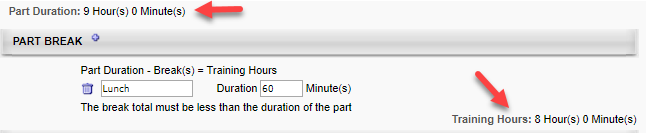 Part Duration: 9 Hour(s) 0 Minute(s)
PART BREAK
Part Duration - Break(s) = Training Hours
Lunch Duration 60 Minute(s)
The break total must be less than the duration of the part
Training Hours: 8 Hour(s) 0 Minute(s)